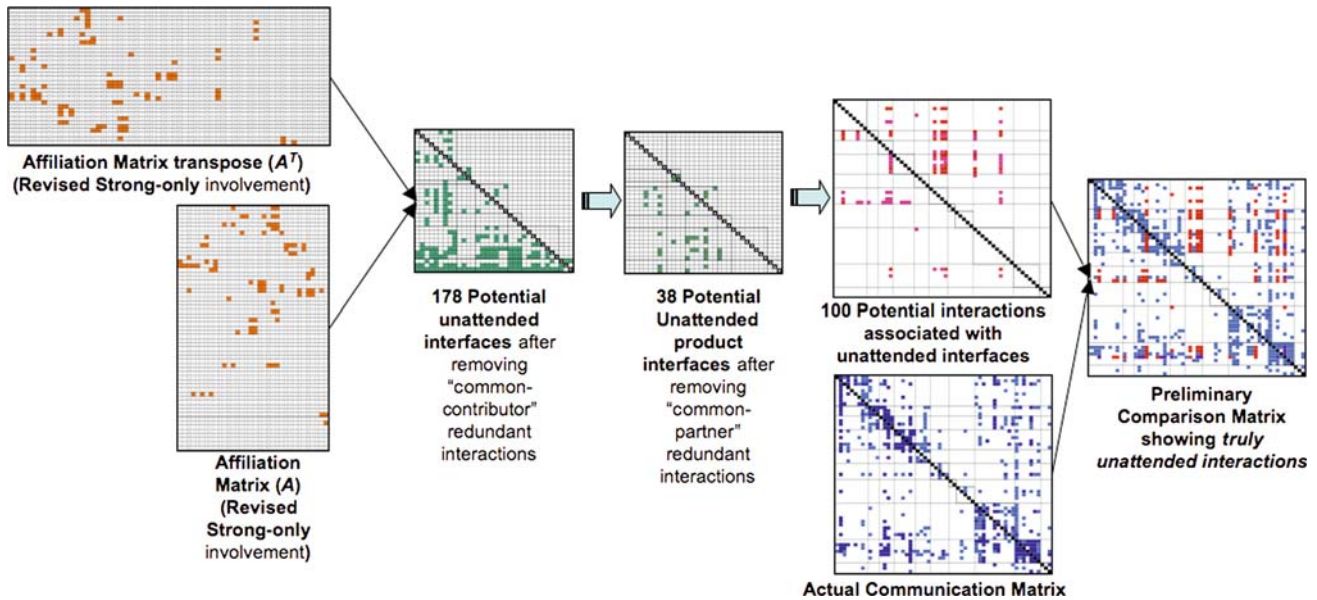 Affiliation Matrix transpose (Aᵀ)
(Revised Strong-only involvement)
Affiliation
Matrix (A)
(Revised
Strong-only
involvement)
178 Potential
unattended
interfaces after
removing
“common-
contributor”
redundant
interactions
38 Potential
Unattended
product
interfaces after
removing
“common-
partner”
redundant
interactions
100 Potential interactions
associated with
unattended interfaces
Actual Communication Matrix
Preliminary
Comparison Matrix
showing truly
unattended interactions